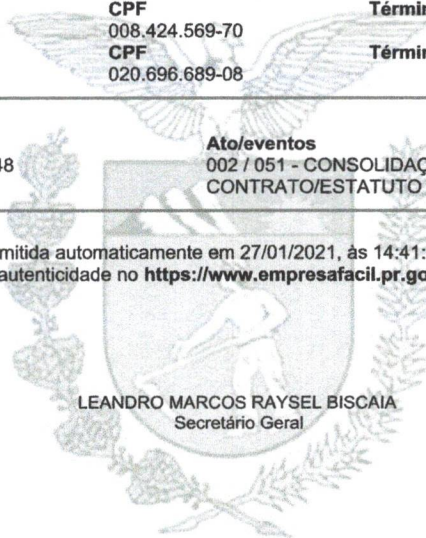 CPF Términ
008.424.569-70
CPF Términ
020.696.689-08
Ato/eventos
48 002 / 051 - CONSOLIDAÇ
CONTRATO/ESTATUTO
mitida automaticamente em 27/01/2021, às 14:41:
autenticidade no https://www.empresafacil.pr.go
LEANDRO MARCOS RAYSEL BISCAIA
Secretário Geral